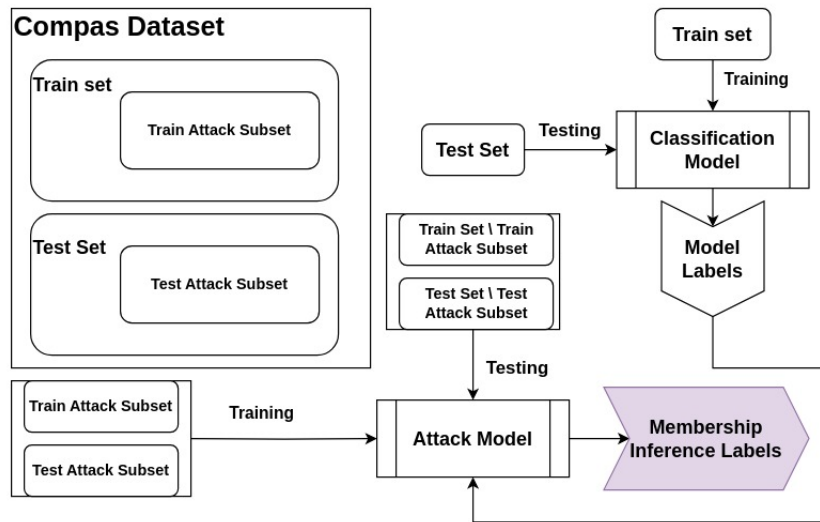 Compas Dataset
Train set
Train Attack Subset
Test Set
Test Attack Subset
Train set
Training
Test Set
Testing
Classification
Model
Model
Labels
Train Set \ Train
Attack Subset
Test Set \ Test
Attack Subset
Testing
Train Attack Subset
Test Attack Subset
Training
Attack Model
Membership
Inference Labels